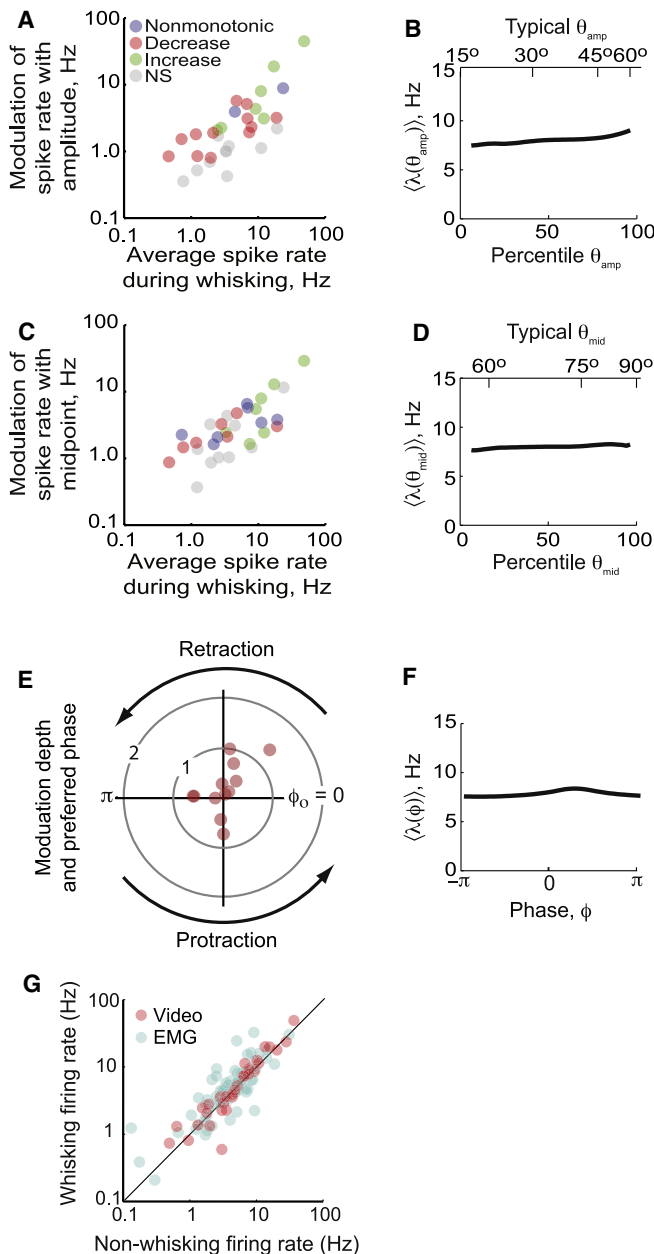 A
Modulation of
spike rate with
amplitude, Hz
100
10
1.0
0.1
Nonmonotonic
Decrease
Increase
NS
0.1
1.0
10
100
Average spike rate
during whisking, Hz
B
Typical θamp
15º
30º
45º
60º
⟨λ(θamp)⟩, Hz
15
10
5
0
0
50
100
Percentile θamp
C
Modulation of
spike rate with
midpoint, Hz
100
10
1.0
0.1
0.1
1.0
10
100
Average spike rate
during whisking, Hz
D
Typical θmid
60º
75º
90º
⟨λ(θmid)⟩, Hz
15
10
5
0
0
50
100
Percentile θmid
E
Moduation depth
and preferred phase
Retraction
2
1
π
ϕo = 0
Protraction
F
⟨λ(ϕ)⟩, Hz
15
10
5
0
−π
0
π
Phase, ϕ
G
Whisking firing rate (Hz)
100
10
1
0.1
Video
EMG
0.1
1
10
100
Non-whisking firing rate (Hz)